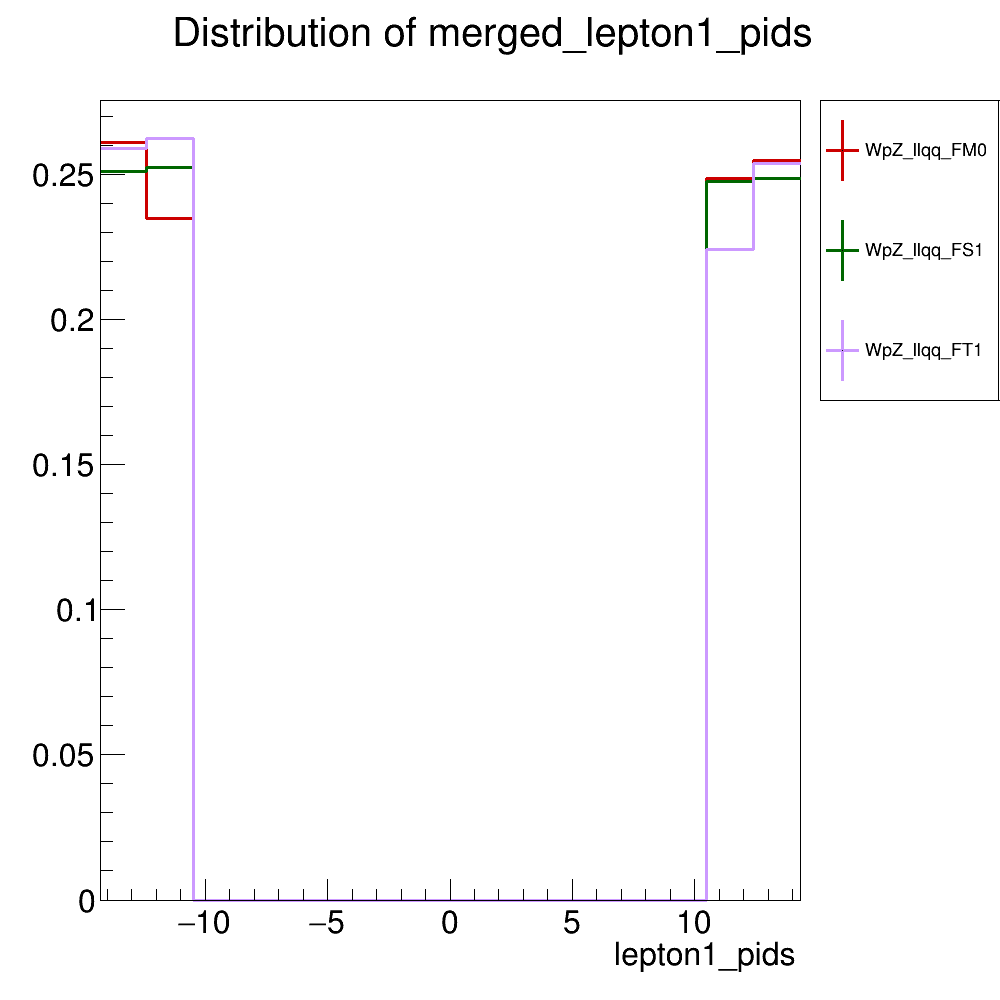 Distribution of merged_lepton1_pids
0.25
0.2
0.15
0.1
0.05
0
−10 −5 0 5 10
lepton1_pids
WpZ_llqq_FM0
WpZ_llqq_FS1
WpZ_llqq_FT1